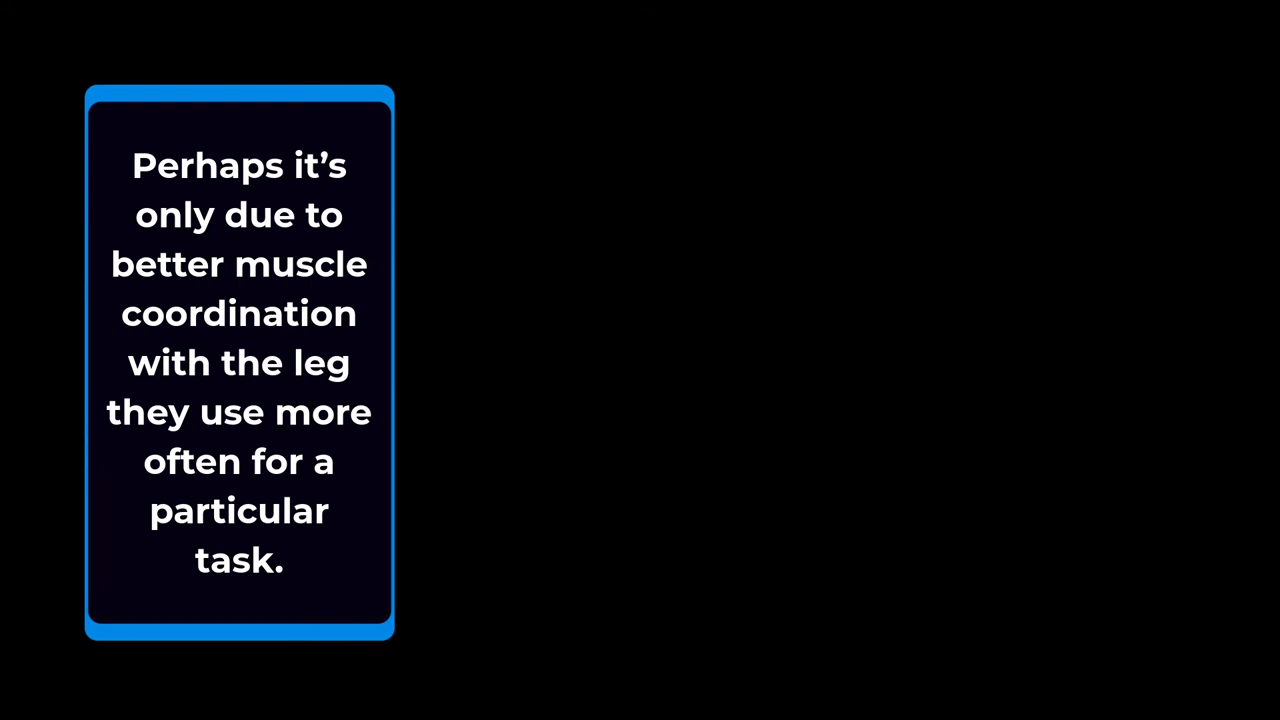 Perhaps it’s
only due to
better muscle
coordination
with the leg
they use more
often for a
particular
task.